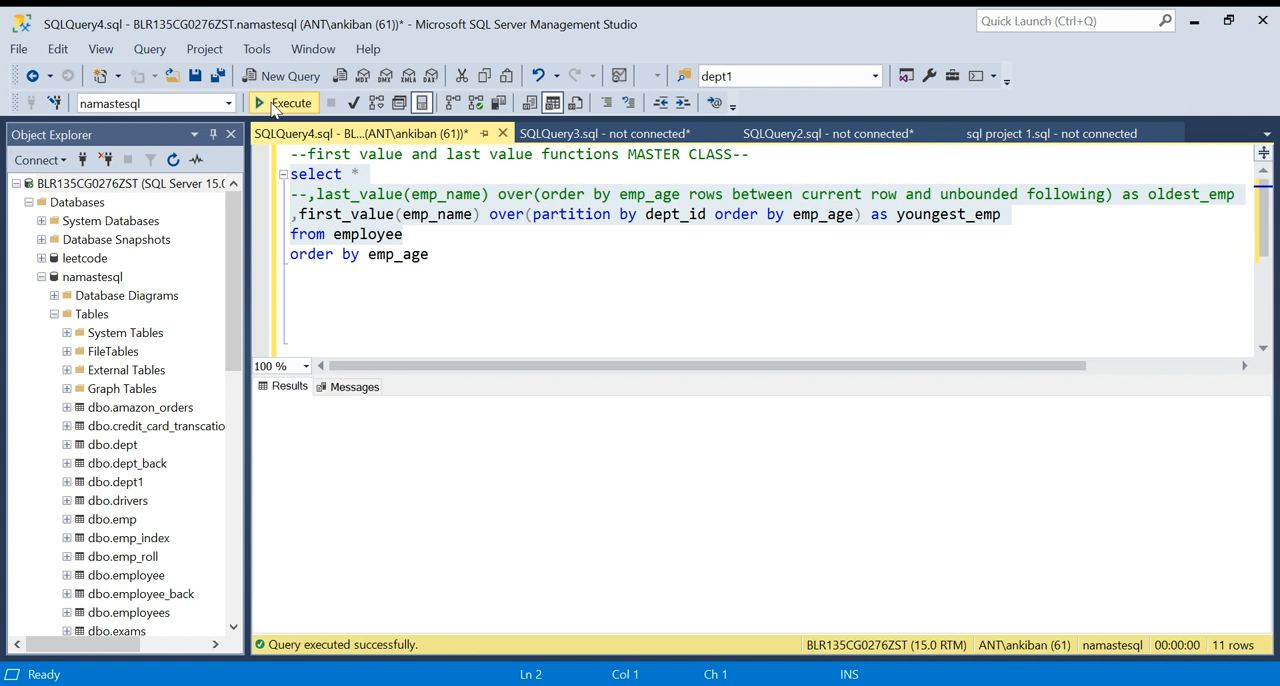 SQLQuery4.sql - BLR135CG0276ZST.namastesql (ANT\ankiban (61))* - Microsoft SQL Server Management Studio
Quick Launch (Ctrl+Q)
File Edit View Query Project Tools Window Help
New Query
MDX DMX XMLA DAX
dept1
namastesql
Execute
Object Explorer
SQLQuery4.sql - BL...(ANT\ankiban (61))*
SQLQuery3.sql - not connected*
SQLQuery2.sql - not connected*
sql project 1.sql - not connected
Connect
--first value and last value functions MASTER CLASS--
select *
--,last_value(emp_name) over(order by emp_age rows between current row and unbounded following) as oldest_emp
,first_value(emp_name) over(partition by dept_id order by emp_age) as youngest_emp
from employee
order by emp_age
BLR135CG0276ZST (SQL Server 15.0
Databases
System Databases
Database Snapshots
leetcode
namastesql
Database Diagrams
Tables
System Tables
FileTables
External Tables
Graph Tables
dbo.amazon_orders
dbo.credit_card_transcatio
dbo.dept
dbo.dept_back
dbo.dept1
dbo.drivers
dbo.emp
dbo.emp_index
dbo.emp_roll
dbo.employee
dbo.employee_back
dbo.employees
dbo.exams
100 %
Results Messages
Query executed successfully.
BLR135CG0276ZST (15.0 RTM) ANT\ankiban (61) namastesql 00:00:00 11 rows
Ready Ln 2 Col 1 Ch 1 INS